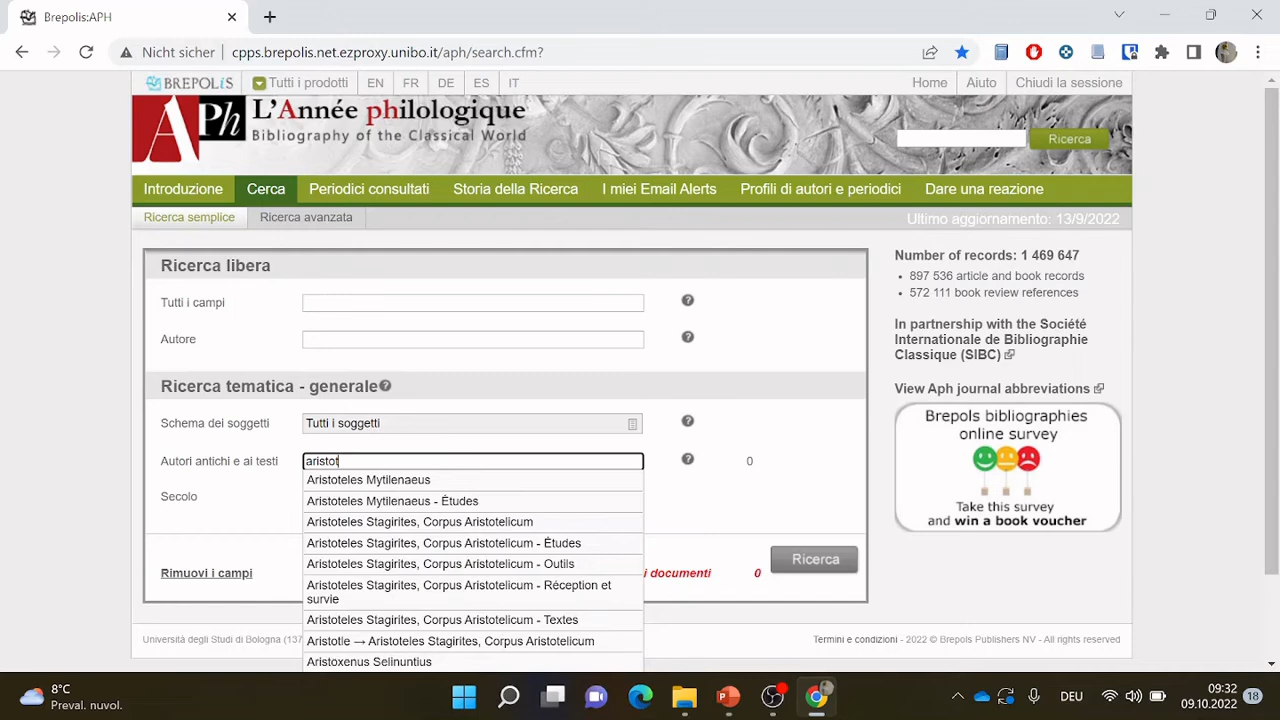 Brepolis:APH
Nicht sicher
cpps.brepolis.net.ezproxy.unibo.it/aph/search.cfm?
BREPOLiS
Tutti i prodotti
EN
FR
DE
ES
IT
Home
Aiuto
Chiudi la sessione
APh
L'Année philologique
Bibliography of the Classical World
Ricerca
Introduzione
Cerca
Periodici consultati
Storia della Ricerca
I miei Email Alerts
Profili di autori e periodici
Dare una reazione
Ricerca semplice
Ricerca avanzata
Ultimo aggiornamento: 13/9/2022
Ricerca libera
Tutti i campi
?
Autore
?
Ricerca tematica - generale
?
Schema dei soggetti
Tutti i soggetti
?
Autori antichi e ai testi
aristot
?
0
Aristoteles Mytilenaeus
Secolo
Aristoteles Mytilenaeus - Études
Aristoteles Stagirites, Corpus Aristotelicum
Aristoteles Stagirites, Corpus Aristotelicum - Études
Aristoteles Stagirites, Corpus Aristotelicum - Outils
Aristoteles Stagirites, Corpus Aristotelicum - Réception et
survie
Aristoteles Stagirites, Corpus Aristotelicum - Textes
Aristotle → Aristoteles Stagirites, Corpus Aristotelicum
Aristoxenus Selinuntius
Rimuovi i campi
i documenti
0
Ricerca
Number of records: 1 469 647
• 897 536 article and book records
• 572 111 book review references
In partnership with the Société
Internationale de Bibliographie
Classique (SIBC)
View Aph journal abbreviations
Brepols bibliographies
online survey
Take this survey
and win a book voucher
Università degli Studi di Bologna (137
Termini e condizioni - 2022 © Brepols Publishers NV - All rights reserved
8°C
Preval. nuvol.
DEU
09:32
09.10.2022
18